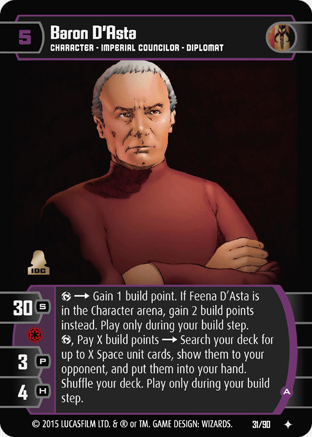 5 Baron D'Asta
CHARACTER - IMPERIAL COUNCILOR - DIPLOMAT
IDC
30 S
3 P
4 H
→ Gain 1 build point. If Feena D'Asta is
in the Character arena, gain 2 build points
instead. Play only during your build step.
, Pay X build points → Search your deck for
up to X Space unit cards, show them to your
opponent, and put them into your hand.
Shuffle your deck. Play only during your build
step.
A
© 2015 LUCASFILM LTD. & ® or TM. GAME DESIGN: WIZARDS. 31/90